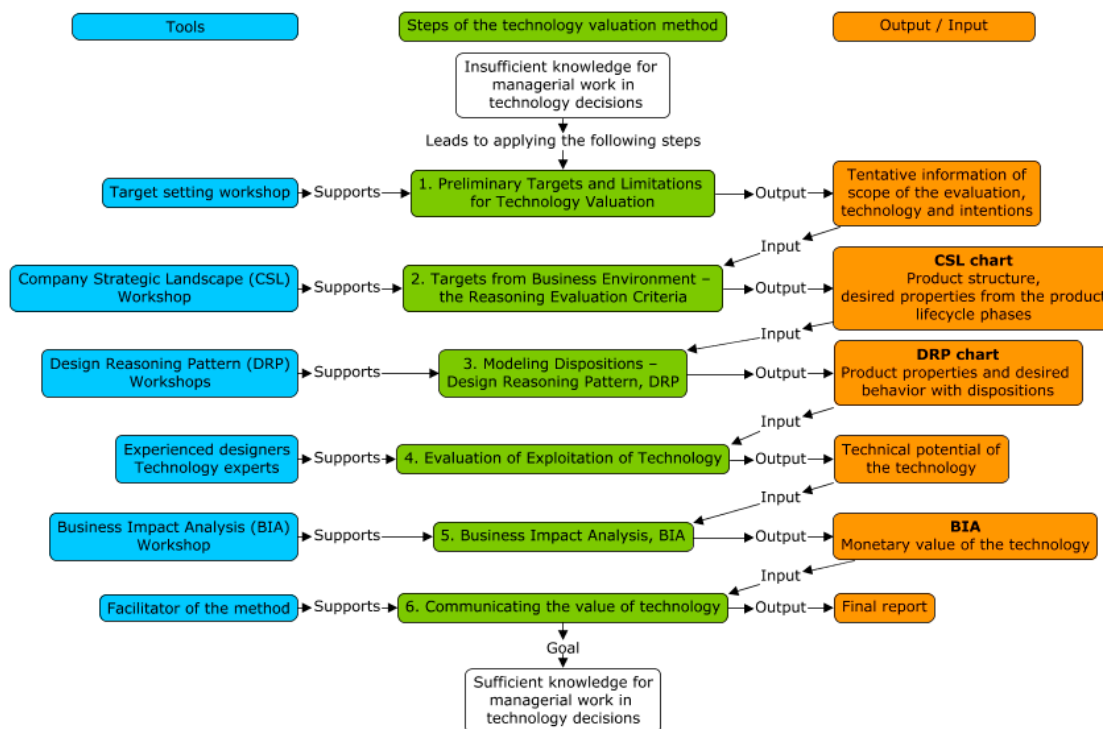 Tools
Steps of the technology valuation method
Output / Input
Insufficient knowledge for
managerial work in
technology decisions
Leads to applying the following steps
Target setting workshop
Supports
1. Preliminary Targets and Limitations
for Technology Valuation
Output
Tentative information of
scope of the evaluation,
technology and intentions
Input
Company Strategic Landscape (CSL)
Workshop
Supports
2. Targets from Business Environment –
the Reasoning Evaluation Criteria
Output
CSL chart
Product structure,
desired properties from the product
lifecycle phases
Input
Design Reasoning Pattern (DRP)
Workshops
Supports
3. Modeling Dispositions –
Design Reasoning Pattern, DRP
Output
DRP chart
Product properties and desired
behavior with dispositions
Input
Experienced designers
Technology experts
Supports
4. Evaluation of Exploitation of Technology
Output
Technical potential of
the technology
Input
Business Impact Analysis (BIA)
Workshop
Supports
5. Business Impact Analysis, BIA
Output
BIA
Monetary value of the technology
Input
Facilitator of the method
Supports
6. Communicating the value of technology
Output
Final report
Goal
Sufficient knowledge for
managerial work in
technology decisions